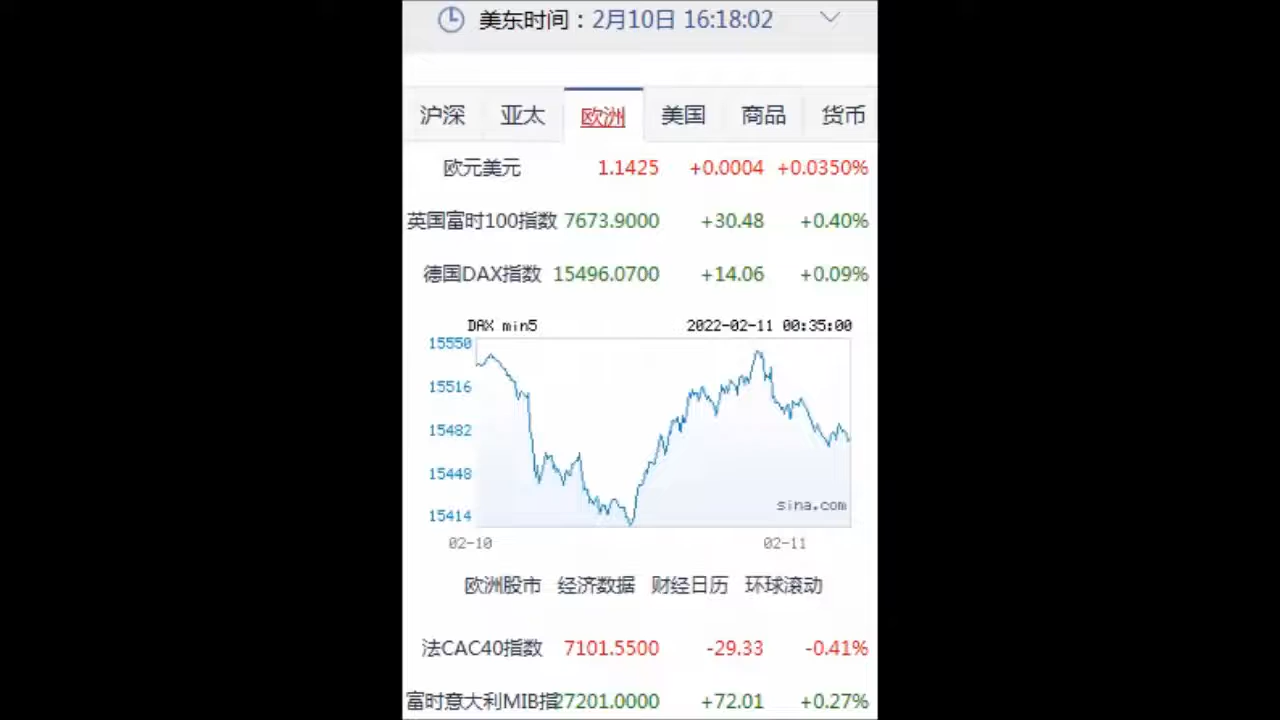 美东时间：2月10日 16:18:02
沪深 亚太 欧洲 美国 商品 货币
欧元美元 1.1425 +0.0004 +0.0350%
英国富时100指数 7673.9000 +30.48 +0.40%
德国DAX指数 15496.0700 +14.06 +0.09%
DAX min5 2022-02-11 00:35:00
15550
15516
15482
15448
15414
sina.com
02-10 02-11
欧洲股市 经济数据 财经日历 环球滚动
法CAC40指数 7101.5500 -29.33 -0.41%
富时意大利MIB指 27201.0000 +72.01 +0.27%